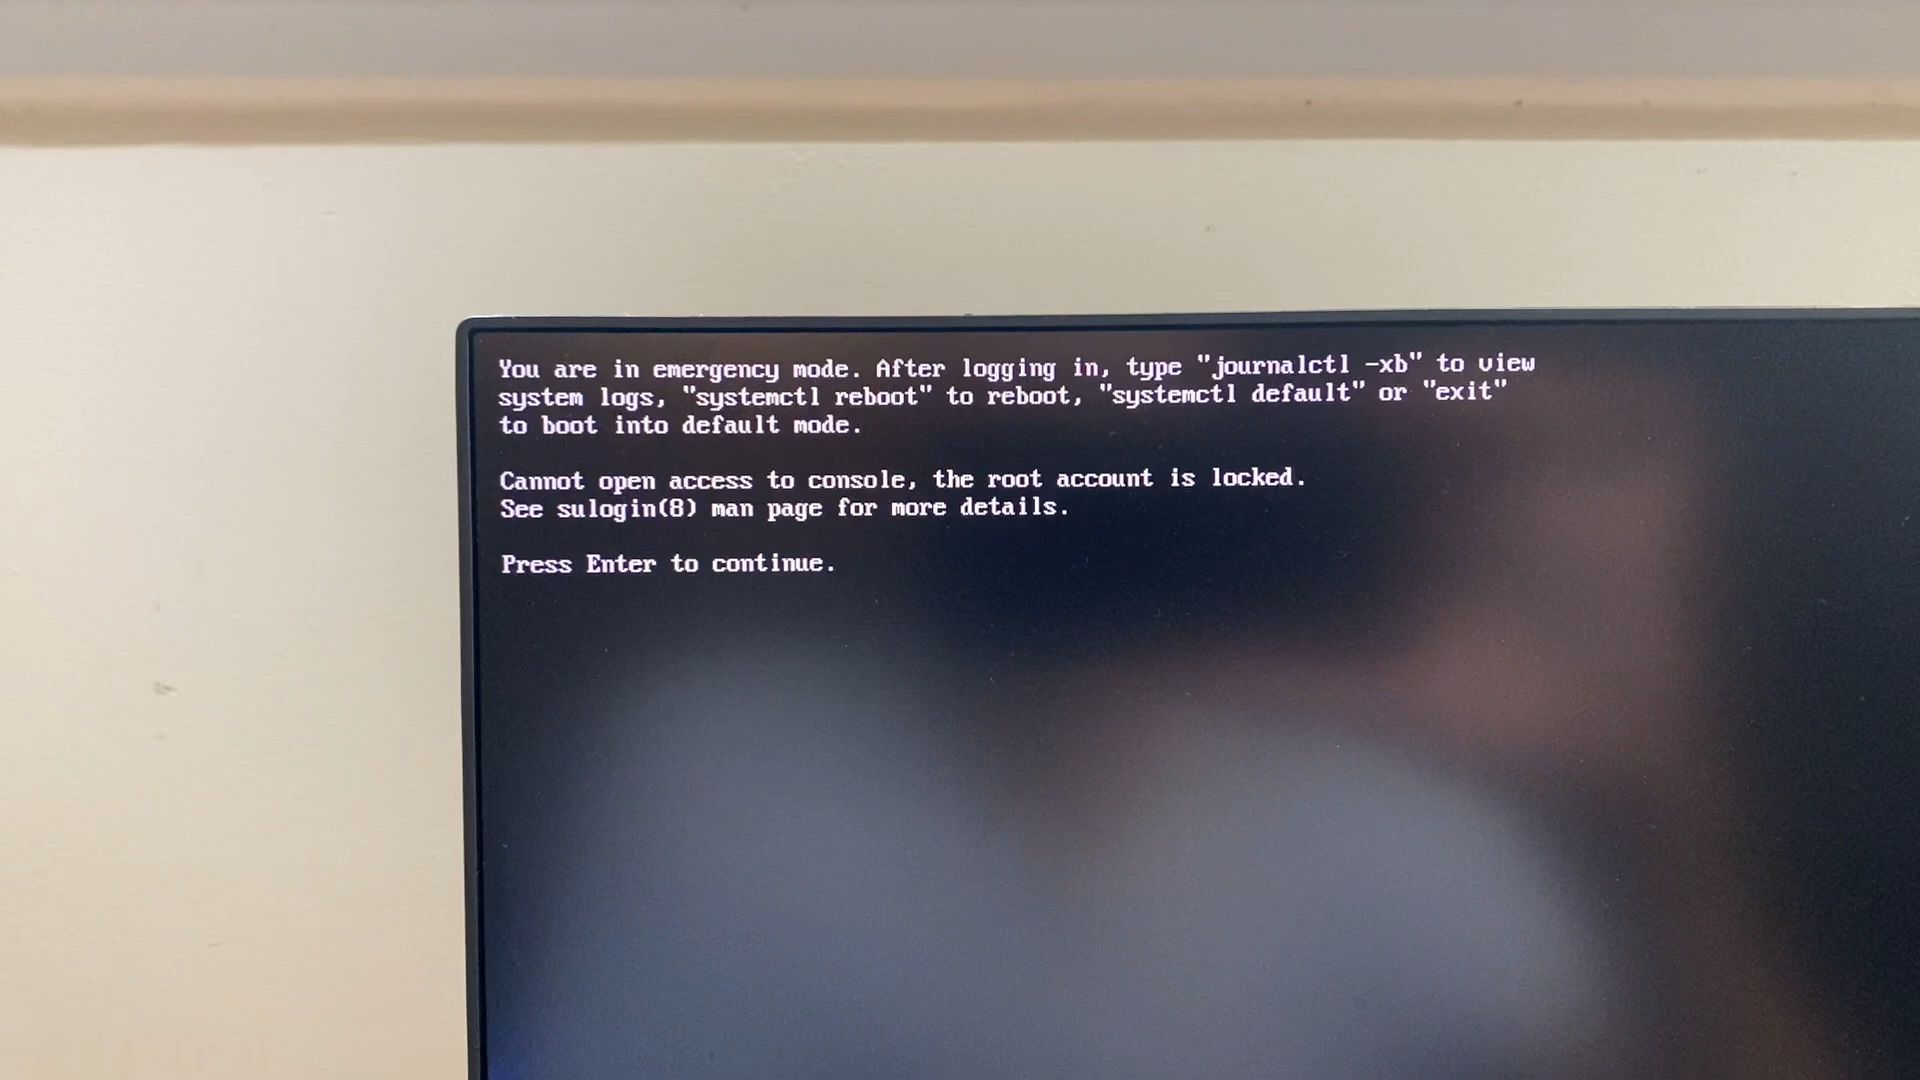 You are in emergency mode. After logging in, type "journalctl -xb" to view
system logs, "systemctl reboot" to reboot, "systemctl default" or "exit"
to boot into default mode.
Cannot open access to console, the root account is locked.
See sulogin(8) man page for more details.
Press Enter to continue.